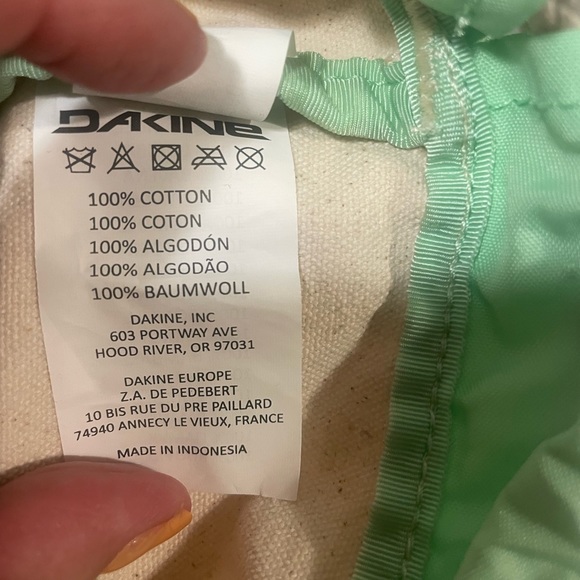 DAKINE
100% COTTON
100% COTON
100% ALGODÓN
100% ALGODÃO
100% BAUMWOLL
DAKINE, INC
603 PORTWAY AVE
HOOD RIVER, OR 97031
DAKINE EUROPE
Z.A. DE PEDEBERT
10 BIS RUE DU PRE PAILLARD
74940 ANNECY LE VIEUX, FRANCE
MADE IN INDONESIA